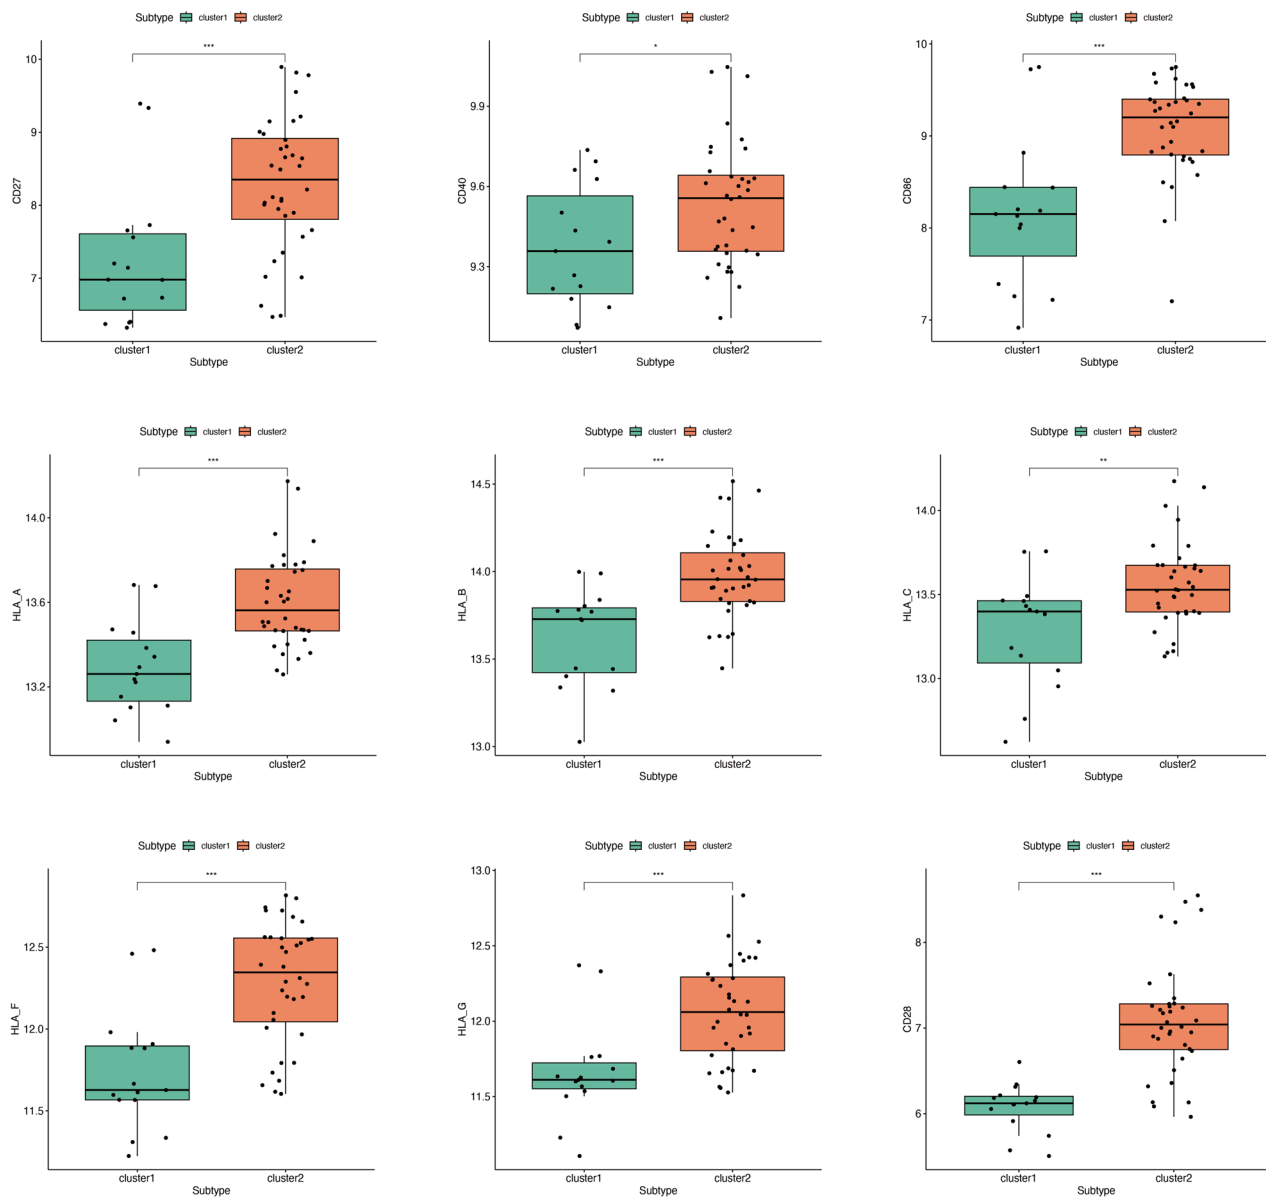 Subtype cluster1 cluster2
***
CD27
10
9
8
7
cluster1 cluster2
Subtype
Subtype cluster1 cluster2
*
CD40
9.9
9.6
9.3
cluster1 cluster2
Subtype
Subtype cluster1 cluster2
***
CD86
10
9
8
7
cluster1 cluster2
Subtype
Subtype cluster1 cluster2
***
HLA_A
14.0
13.6
13.2
cluster1 cluster2
Subtype
Subtype cluster1 cluster2
***
HLA_B
14.5
14.0
13.5
13.0
cluster1 cluster2
Subtype
Subtype cluster1 cluster2
**
HLA_C
14.0
13.5
13.0
cluster1 cluster2
Subtype
Subtype cluster1 cluster2
***
HLA_F
12.5
12.0
11.5
cluster1 cluster2
Subtype
Subtype cluster1 cluster2
***
HLA_G
13.0
12.5
12.0
11.5
cluster1 cluster2
Subtype
Subtype cluster1 cluster2
***
CD28
8
7
6
cluster1 cluster2
Subtype